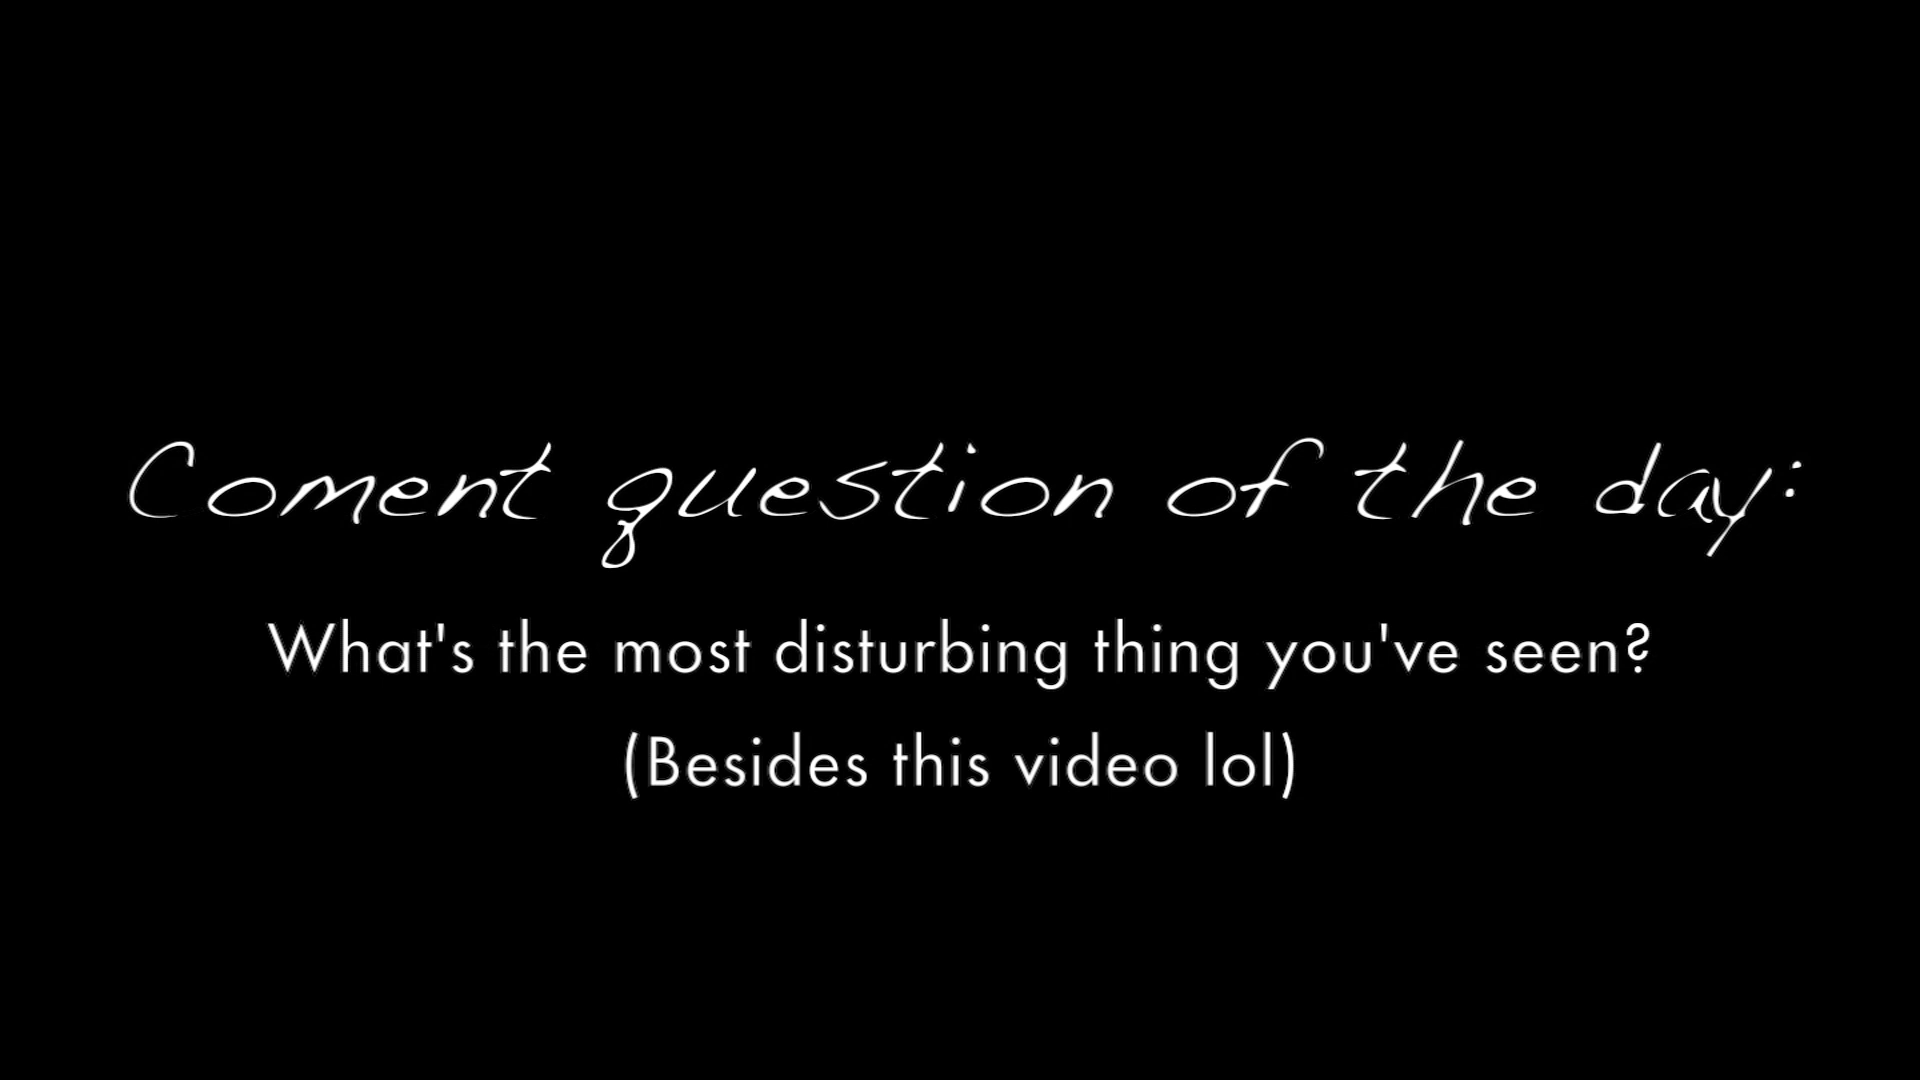 Coment question of the day:
What's the most disturbing thing you've seen?
(Besides this video lol)